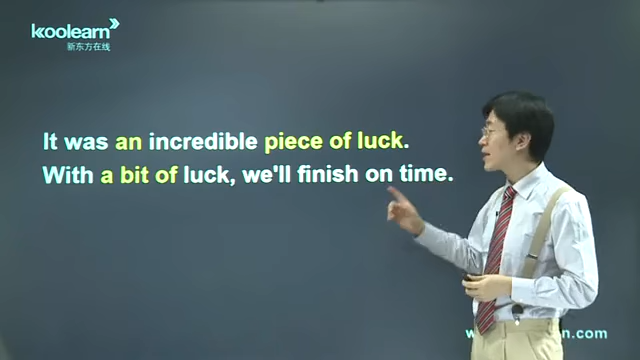 koolearn
新东方在线
It was an incredible piece of luck.
With a bit of luck, we'll finish on time.